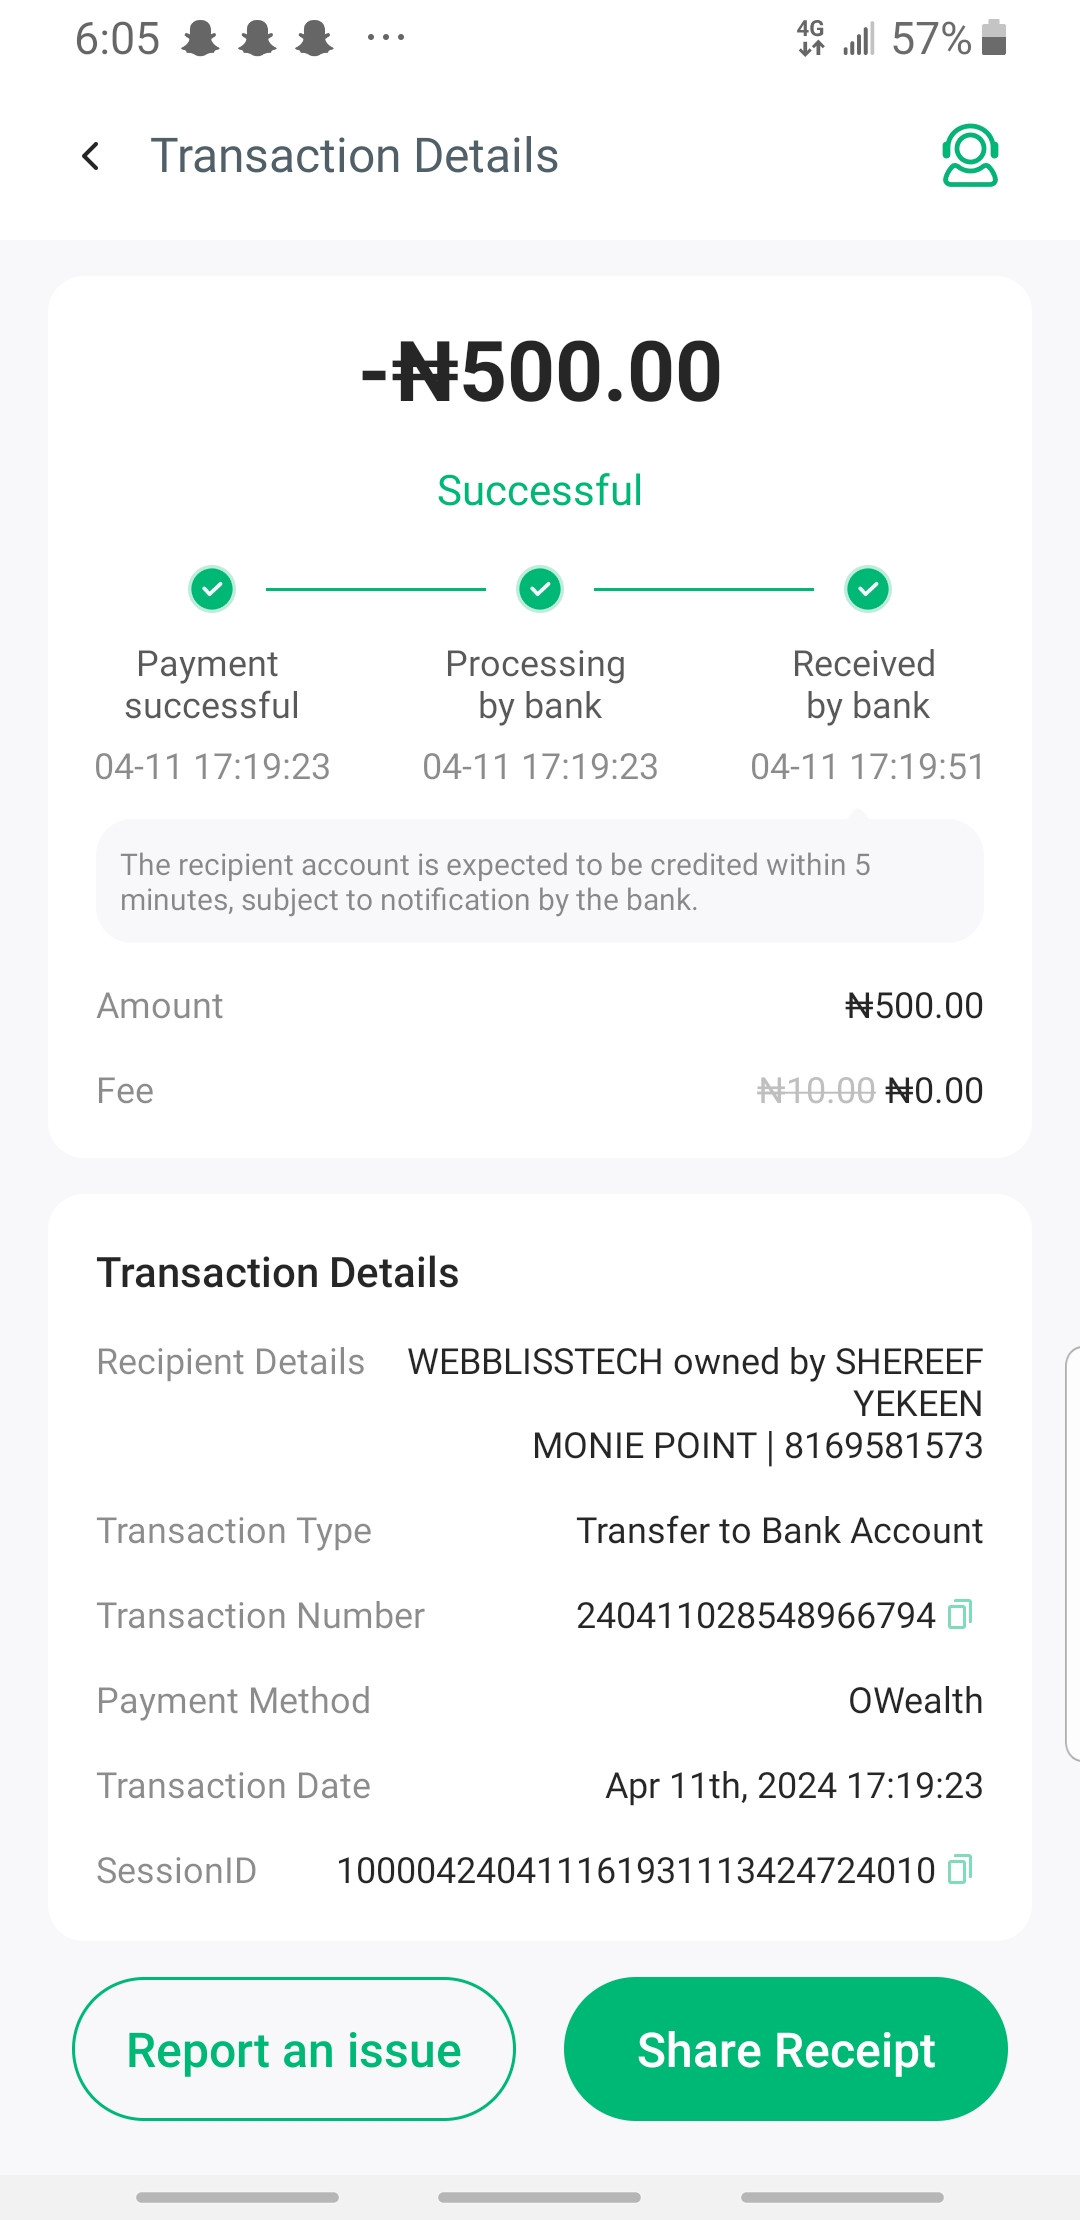 6:05 ... 4G 57%
Transaction Details
-₦500.00
Successful
Payment successful
Processing by bank
Received by bank
04-11 17:19:23
04-11 17:19:23
04-11 17:19:51
The recipient account is expected to be credited within 5
minutes, subject to notification by the bank.
Amount ₦500.00
Fee ₦10.00 ₦0.00
Transaction Details
Recipient Details WEBBLISSTECH owned by SHEREEF
YEKEEN
MONIE POINT | 8169581573
Transaction Type Transfer to Bank Account
Transaction Number 240411028548966794
Payment Method OWealth
Transaction Date Apr 11th, 2024 17:19:23
SessionID 100004240411161931113424724010
Report an issue
Share Receipt